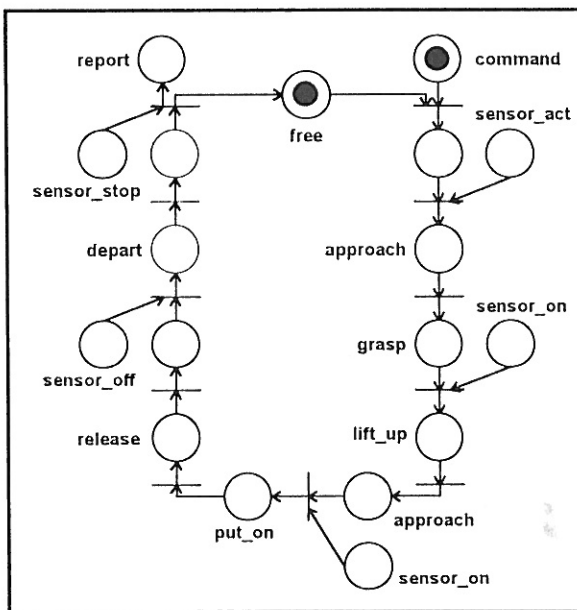 report
command
free
sensor_act
sensor_stop
depart
approach
sensor_on
grasp
sensor_off
release
lift_up
put_on
approach
sensor_on